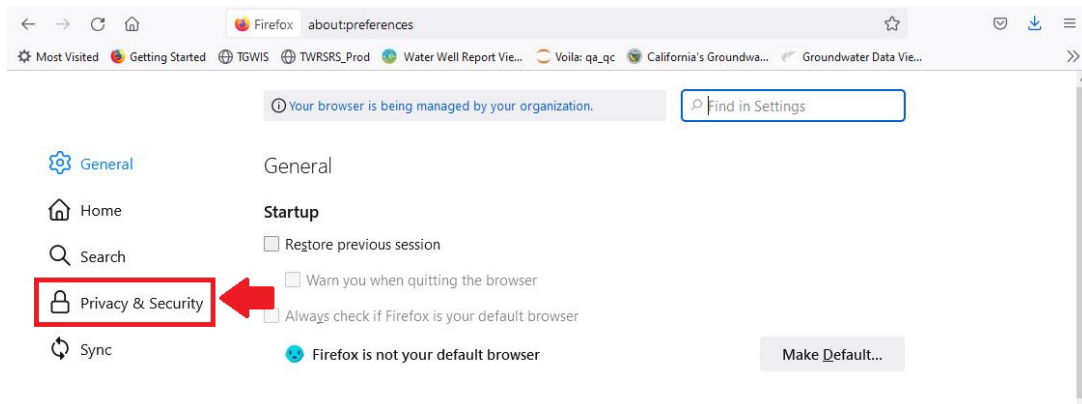 Firefox about:preferences
Most Visited Getting Started TGWIS TWRSRS_Prod Water Well Report Vie... Voila: qa_qc California's Groundwa... Groundwater Data Vie...
Your browser is being managed by your organization. Find in Settings
General General
Home Startup
Restore previous session
Search
Warn you when quitting the browser
Privacy & Security
Always check if Firefox is your default browser
Sync Firefox is not your default browser Make Default...